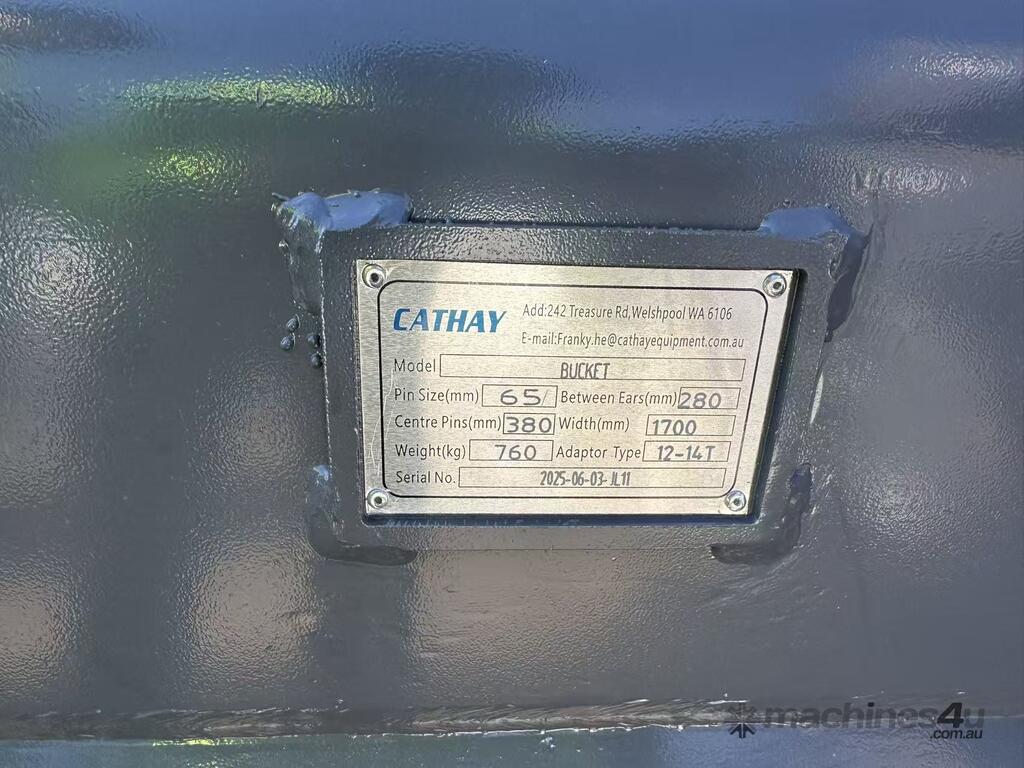 CATHAY
Add:242 Treasure Rd,Welshpool WA 6106
E-mail:Franky.he@cathayequipment.com.au
Model BUCKET
Pin Size(mm) 65 Between Ears(mm) 280
Centre Pins(mm) 380 Width(mm) 1700
Weight(kg) 760 Adaptor Type 12-14T
Serial No. 2025-06-03-JL11
machines4u
.com.au